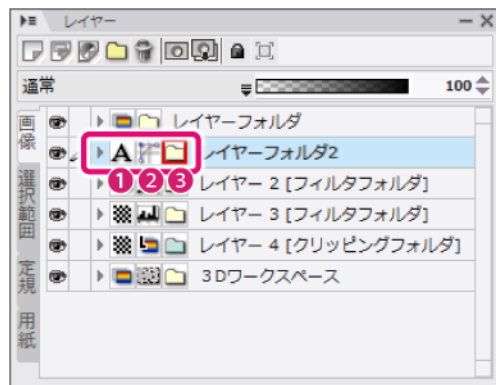 レイヤー
通常 100
画像
選択範囲
定規
用紙
レイヤーフォルダ
A レイヤーフォルダ2
1 2 3
レイヤー 2 [フィルタフォルダ]
レイヤー 3 [フィルタフォルダ]
レイヤー 4 [クリッピングフォルダ]
3Dワークスペース